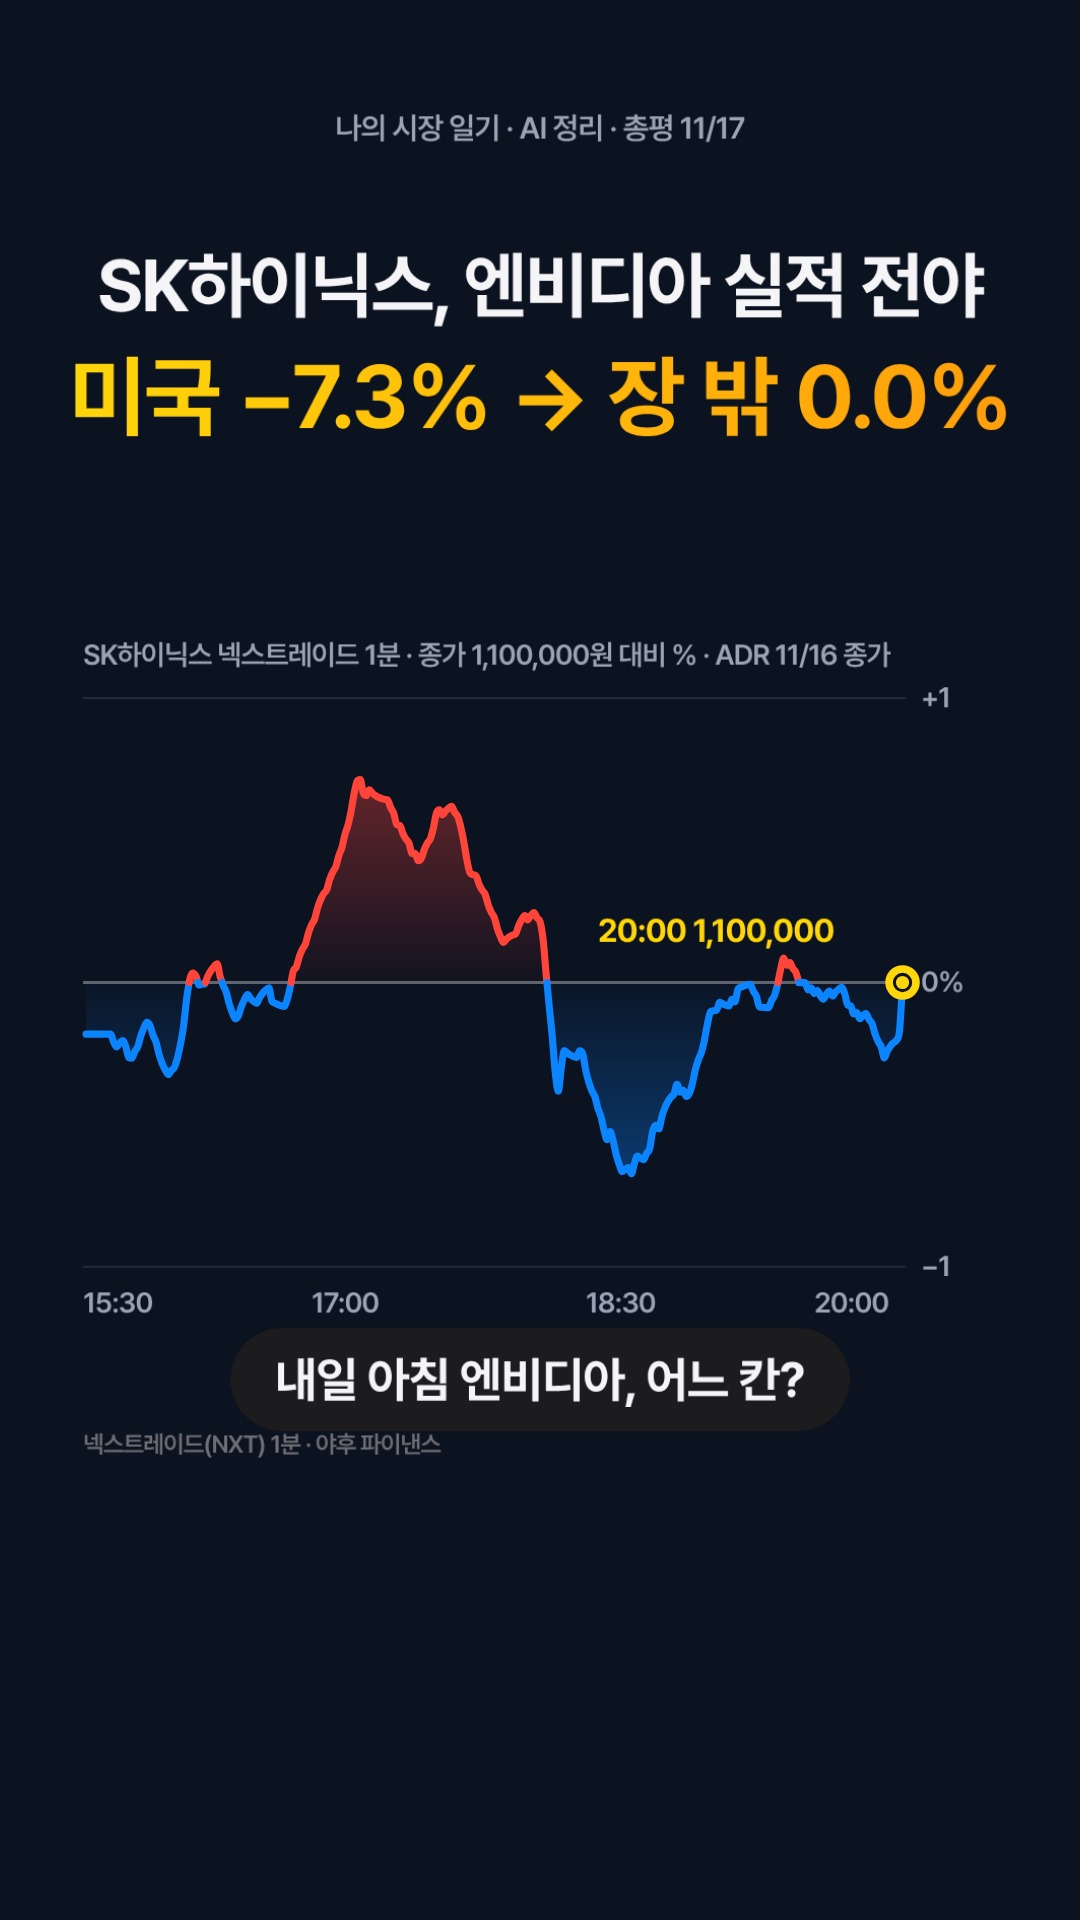 나의 시장 일기 · AI 정리 · 총평 11/17
SK하이닉스, 엔비디아 실적 전야
미국 −7.3% → 장 밖 0.0%
SK하이닉스 넥스트레이드 1분 · 종가 1,100,000원 대비 % · ADR 11/16 종가
+1
20:00 1,100,000
0%
−1
15:30 17:00 18:30 20:00
내일 아침 엔비디아, 어느 칸?
넥스트레이드(NXT) 1분 · 야후 파이낸스